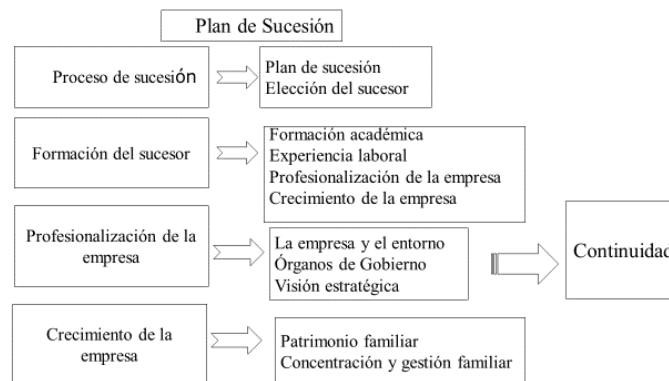 Plan de Sucesión
Proceso de sucesión
Plan de sucesión
Elección del sucesor
Formación del sucesor
Formación académica
Experiencia laboral
Profesionalización de la empresa
Crecimiento de la empresa
Profesionalización de la
empresa
La empresa y el entorno
Órganos de Gobierno
Visión estratégica
Continuidad
Crecimiento de la
empresa
Patrimonio familiar
Concentración y gestión familiar